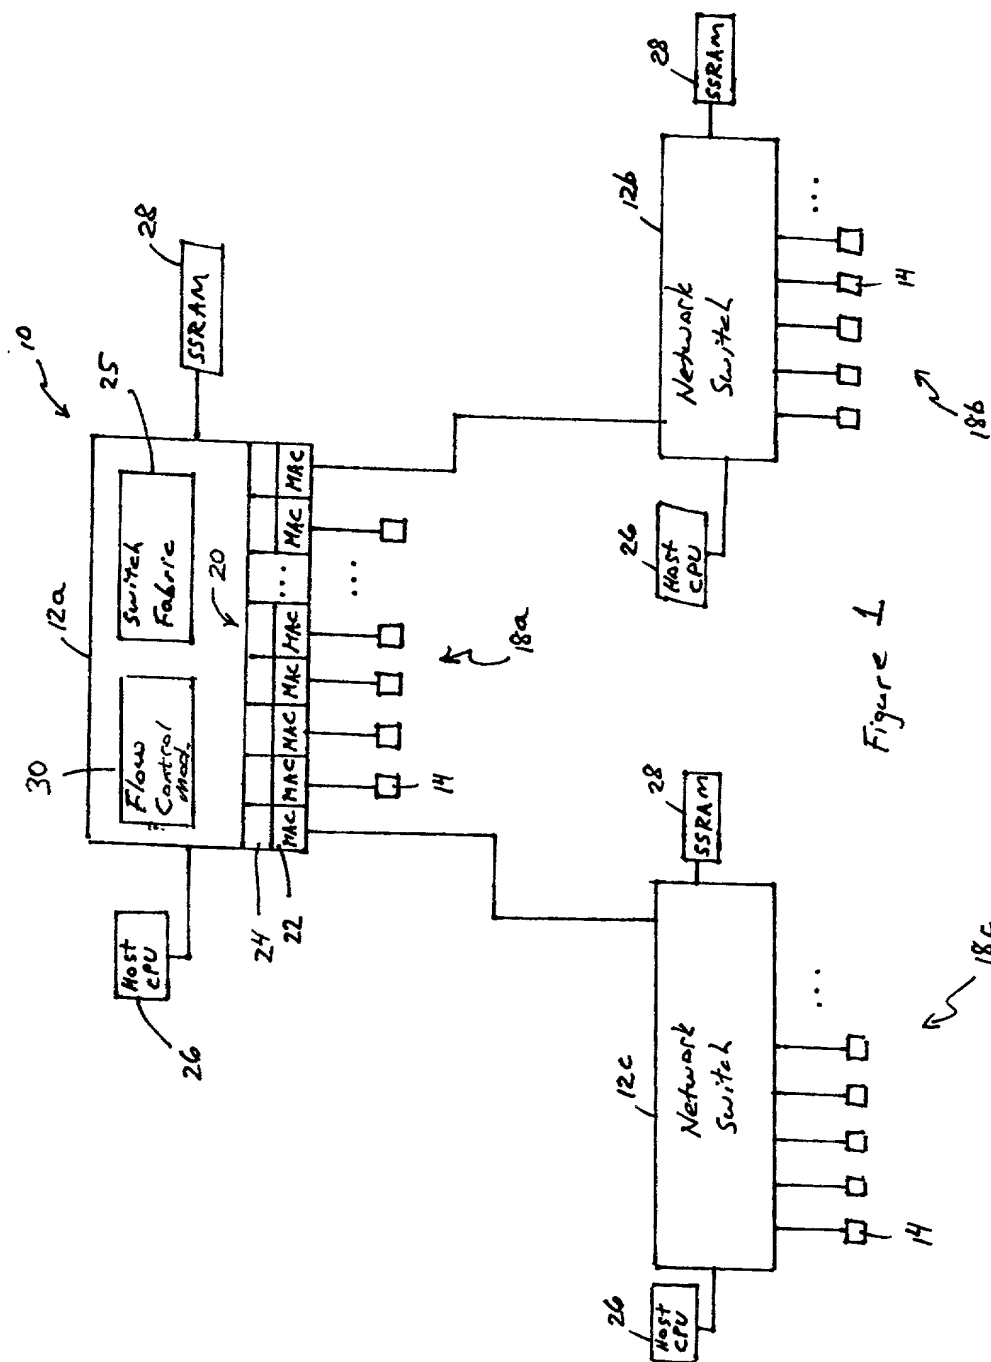 10
12a
28
SSRAM
25
Switch
Fabric
30
Flow
Control
Mod.
20
26
Host
CPU
24
22
MAC
MAC
MAC
MAC
MAC
...
MAC
MAC
...
14
18a
12c
Network
Switch
28
SSRAM
26
Host
CPU
14
...
18c
12b
Network
Switch
28
SSRAM
26
Host
CPU
14
...
18b
Figure 1